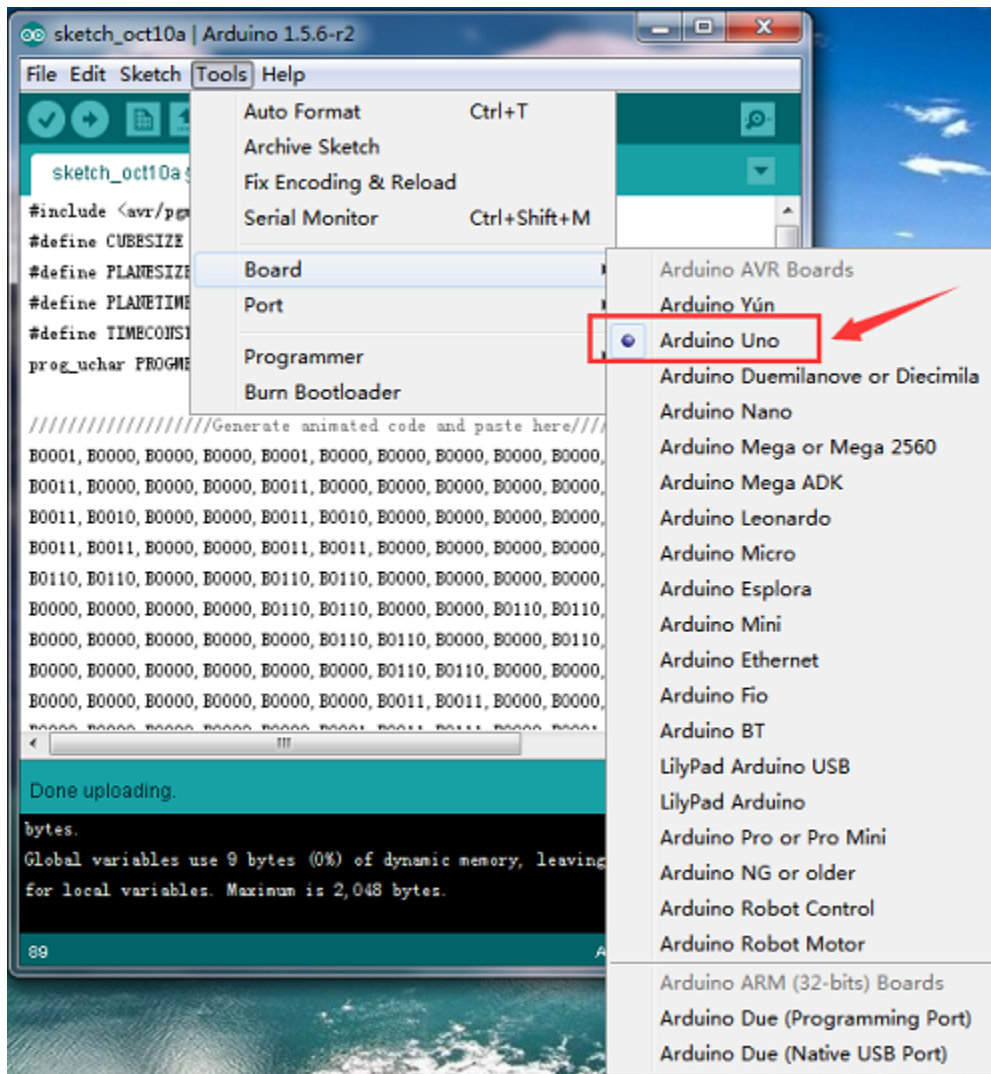 sketch_oct10a | Arduino 1.5.6-r2
File Edit Sketch Tools Help
Auto Format Ctrl+T
Archive Sketch
Fix Encoding & Reload
Serial Monitor Ctrl+Shift+M
Board
Port
Programmer
Burn Bootloader
sketch_oct10a
#include <avr/pg
#define CUBESIZE
#define PLANESIZE
#define PLANETIME
#define TIMECONS
prog_uchar PROGME
///////////////////Generate animated code and paste here////
B0001, B0000, B0000, B0000, B0001, B0000, B0000, B0000, B0000, B0000,
B0011, B0000, B0000, B0000, B0011, B0000, B0000, B0000, B0000, B0000,
B0011, B0010, B0000, B0000, B0011, B0010, B0000, B0000, B0000, B0000,
B0011, B0011, B0000, B0000, B0011, B0011, B0000, B0000, B0000, B0000,
B0110, B0110, B0000, B0000, B0110, B0110, B0000, B0000, B0000, B0000,
B0000, B0000, B0000, B0000, B0110, B0110, B0000, B0000, B0110, B0110,
B0000, B0000, B0000, B0000, B0000, B0110, B0110, B0000, B0000, B0110,
B0000, B0000, B0000, B0000, B0000, B0000, B0110, B0110, B0000, B0000,
B0000, B0000, B0000, B0000, B0000, B0011, B0011, B0000, B0000,
Done uploading.
bytes.
Global variables use 9 bytes (0%) of dynamic memory, leaving
for local variables. Maximum is 2,048 bytes.
89
Arduino AVR Boards
Arduino Yún
Arduino Uno
Arduino Duemilanove or Diecimila
Arduino Nano
Arduino Mega or Mega 2560
Arduino Mega ADK
Arduino Leonardo
Arduino Micro
Arduino Esplora
Arduino Mini
Arduino Ethernet
Arduino Fio
Arduino BT
LilyPad Arduino USB
LilyPad Arduino
Arduino Pro or Pro Mini
Arduino NG or older
Arduino Robot Control
Arduino Robot Motor
Arduino ARM (32-bits) Boards
Arduino Due (Programming Port)
Arduino Due (Native USB Port)